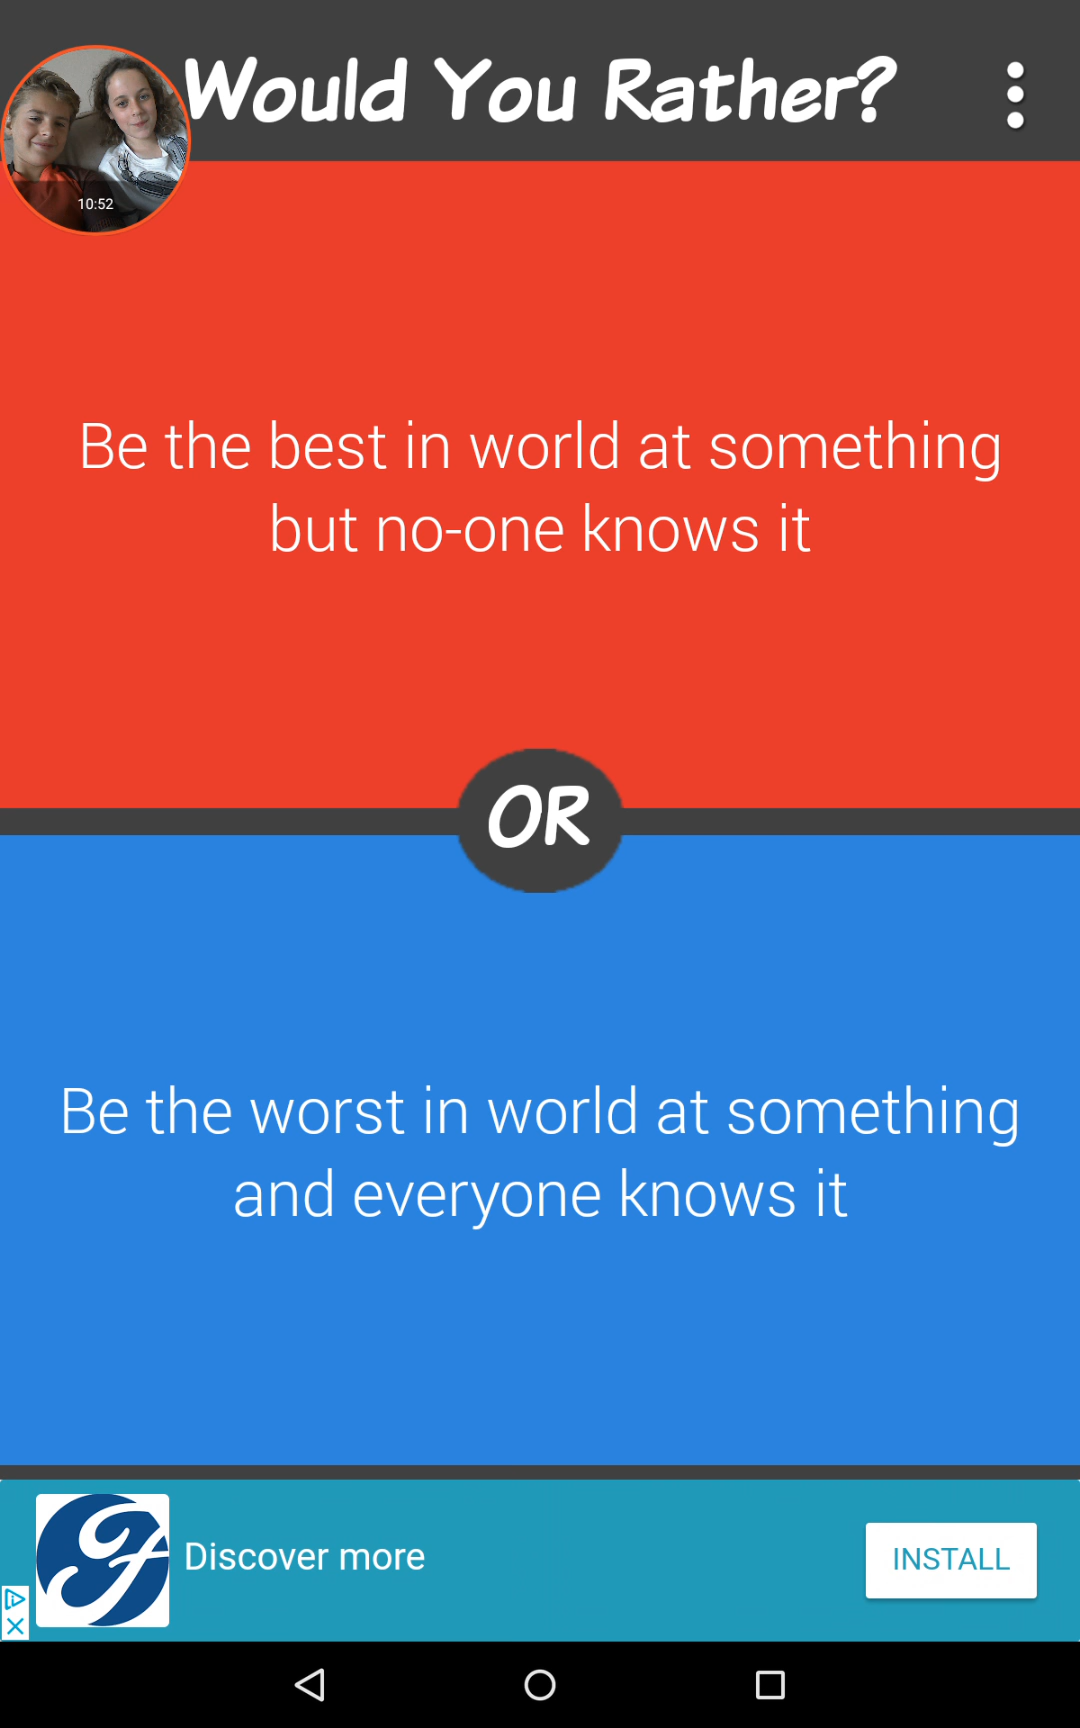 Would You Rather?
10:52
Be the best in world at something
but no-one knows it
OR
Be the worst in world at something
and everyone knows it
Discover more
INSTALL